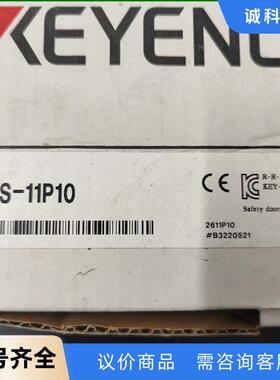 诚科
KEYENC
S-11P10
CE
R-R-
KEY-
Safety door
2611P10
#B3220521
号齐全
议价商品
需咨询客服